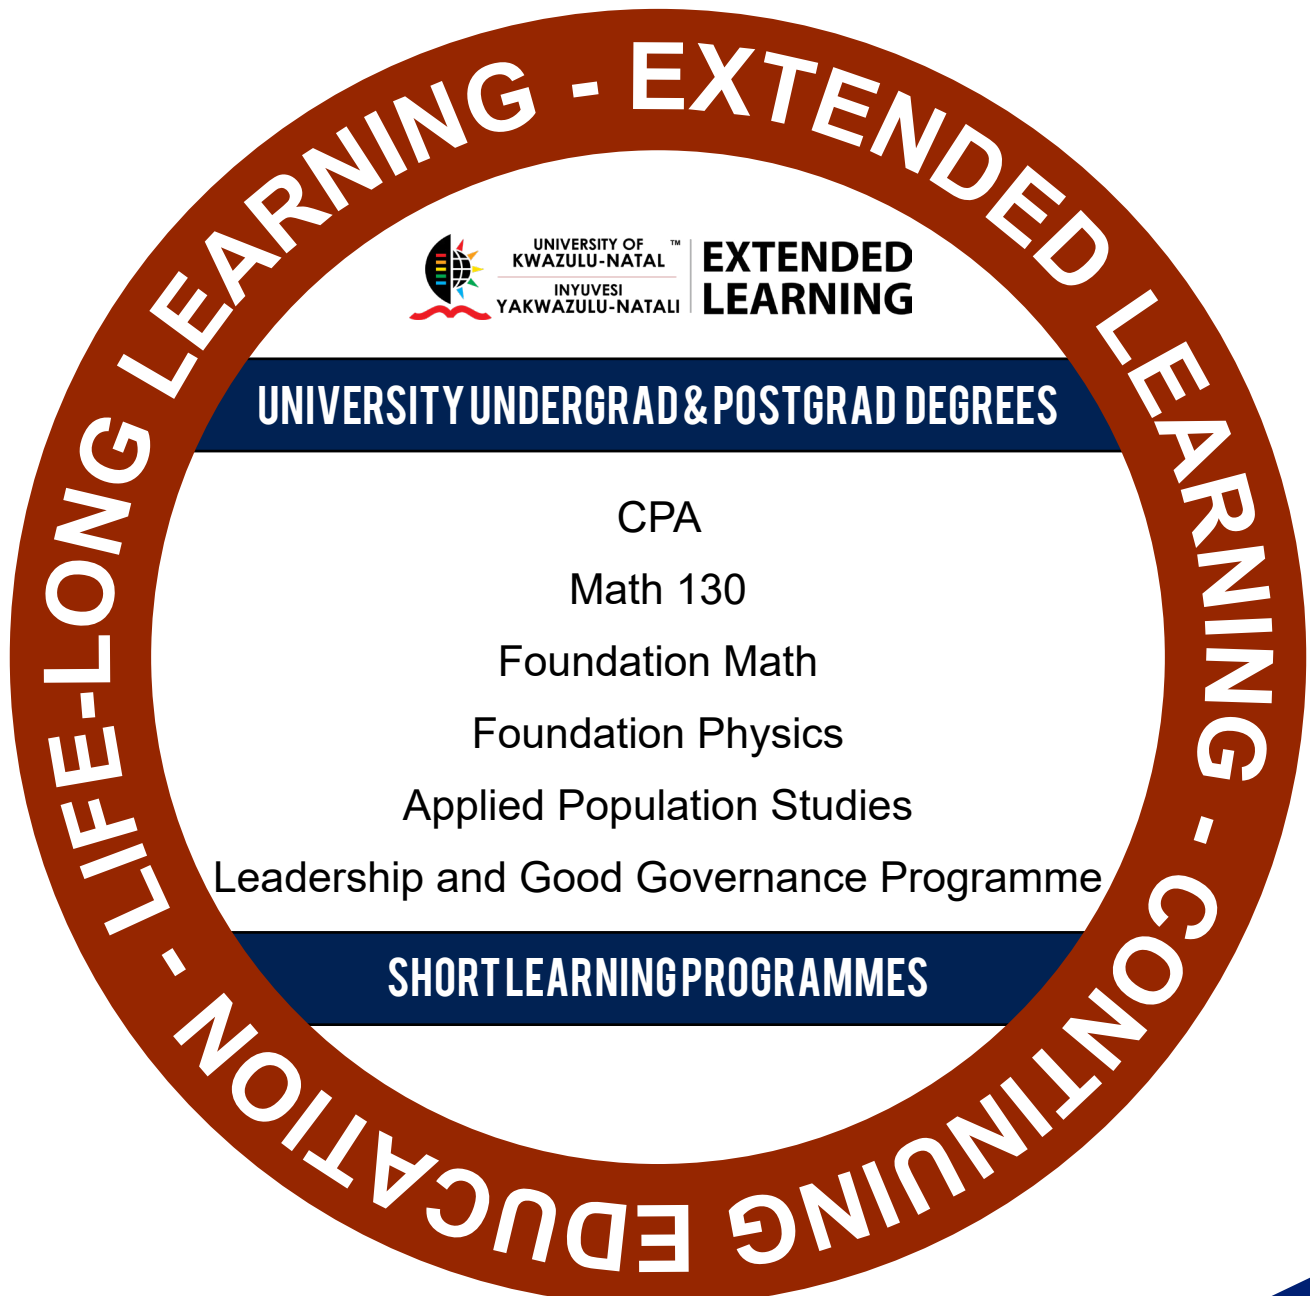 LIFE-LONG LEARNING - EXTENDED LEARNING - CONTINUING EDUCATION -
UNIVERSITY OF
KWAZULU-NATAL ™
INYUVESI
YAKWAZULU-NATALI
EXTENDED
LEARNING
UNIVERSITY UNDERGRAD & POSTGRAD DEGREES
CPA
Math 130
Foundation Math
Foundation Physics
Applied Population Studies
Leadership and Good Governance Programme
SHORT LEARNING PROGRAMMES